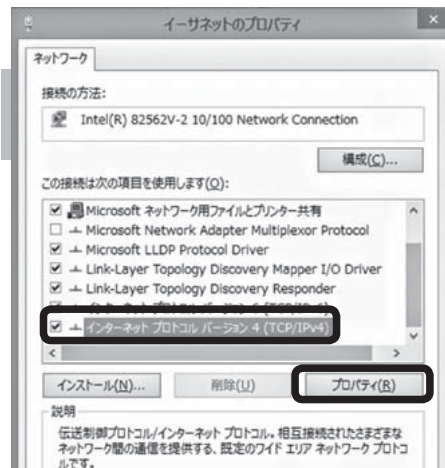 イーサネットのプロパティ
ネットワーク
接続の方法:
Intel(R) 82562V-2 10/100 Network Connection
構成(C)...
この接続は次の項目を使用します(O):
Microsoft ネットワーク用ファイルとプリンター共有
Microsoft Network Adapter Multiplexor Protocol
Microsoft LLDP Protocol Driver
Link-Layer Topology Discovery Mapper I/O Driver
Link-Layer Topology Discovery Responder
インターネット プロトコル バージョン 4 (TCP/IPv4)
インストール(N)...
削除(U)
プロパティ(R)
説明
伝送制御プロトコル/インターネット プロトコル。相互接続されたさまざまな
ネットワーク間の通信を提供する、既定のワイド エリア ネットワーク プロトコ
ルです。